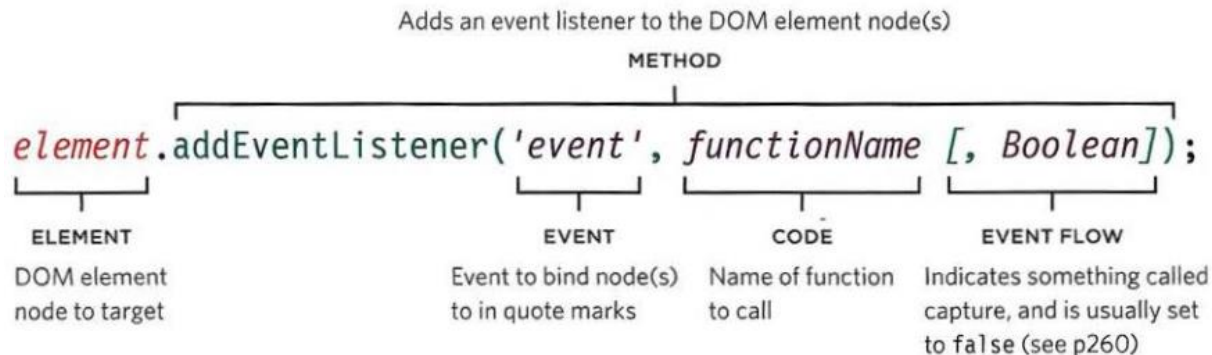 Adds an event listener to the DOM element node(s)
METHOD
element.addEventListener('event', functionName [, Boolean]);
ELEMENT
DOM element
node to target
EVENT
Event to bind node(s)
to in quote marks
CODE
Name of function
to call
EVENT FLOW
Indicates something called
capture, and is usually set
to false (see p260)